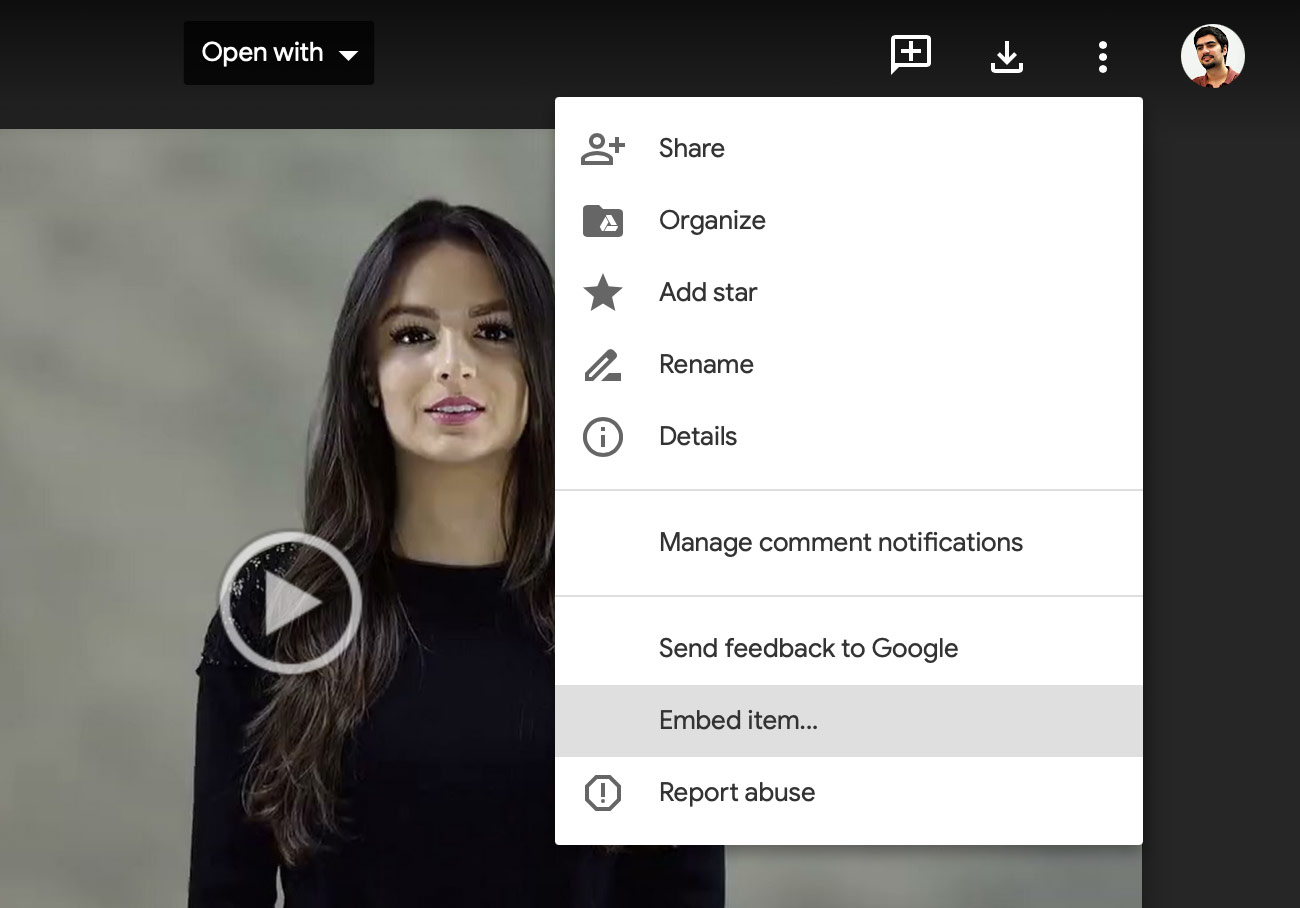 Open with
Share
Organize
Add star
Rename
Details
Manage comment notifications
Send feedback to Google
Embed item...
Report abuse